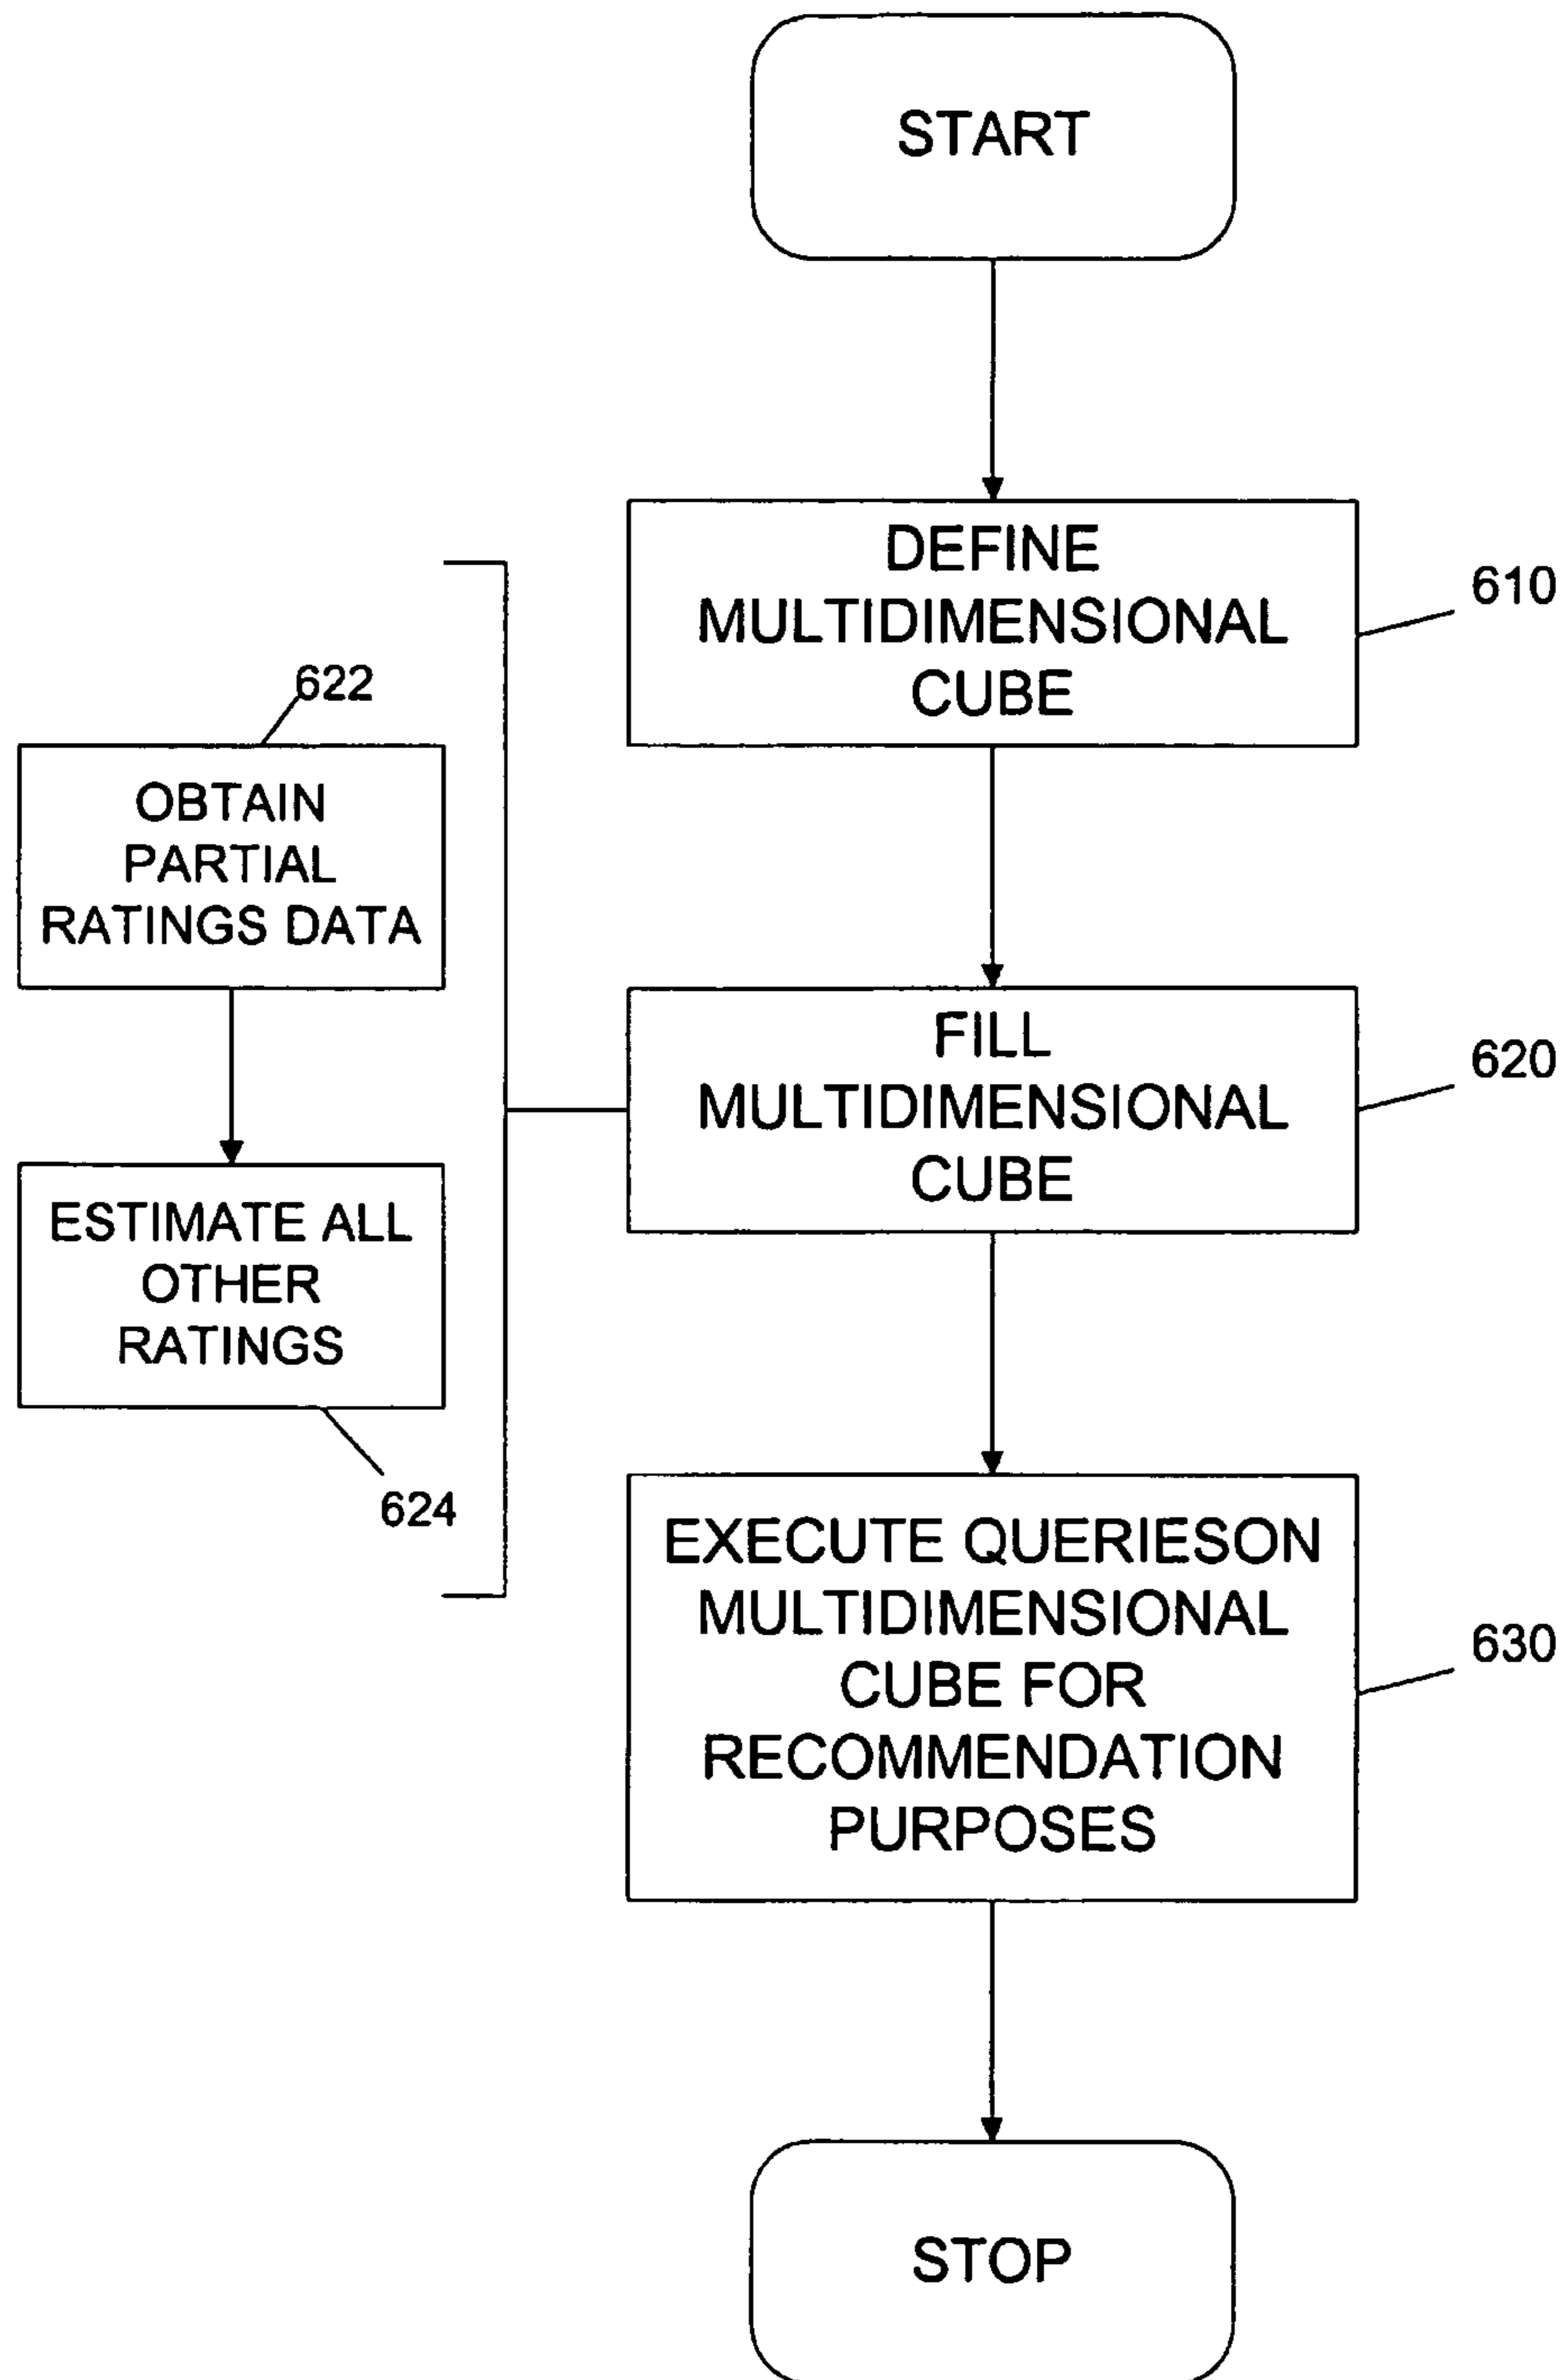 START
DEFINE
MULTIDIMENSIONAL
CUBE
610
622
OBTAIN
PARTIAL
RATINGS DATA
FILL
MULTIDIMENSIONAL
CUBE
620
ESTIMATE ALL
OTHER
RATINGS
624
EXECUTE QUERIESON
MULTIDIMENSIONAL
CUBE FOR
RECOMMENDATION
PURPOSES
630
STOP